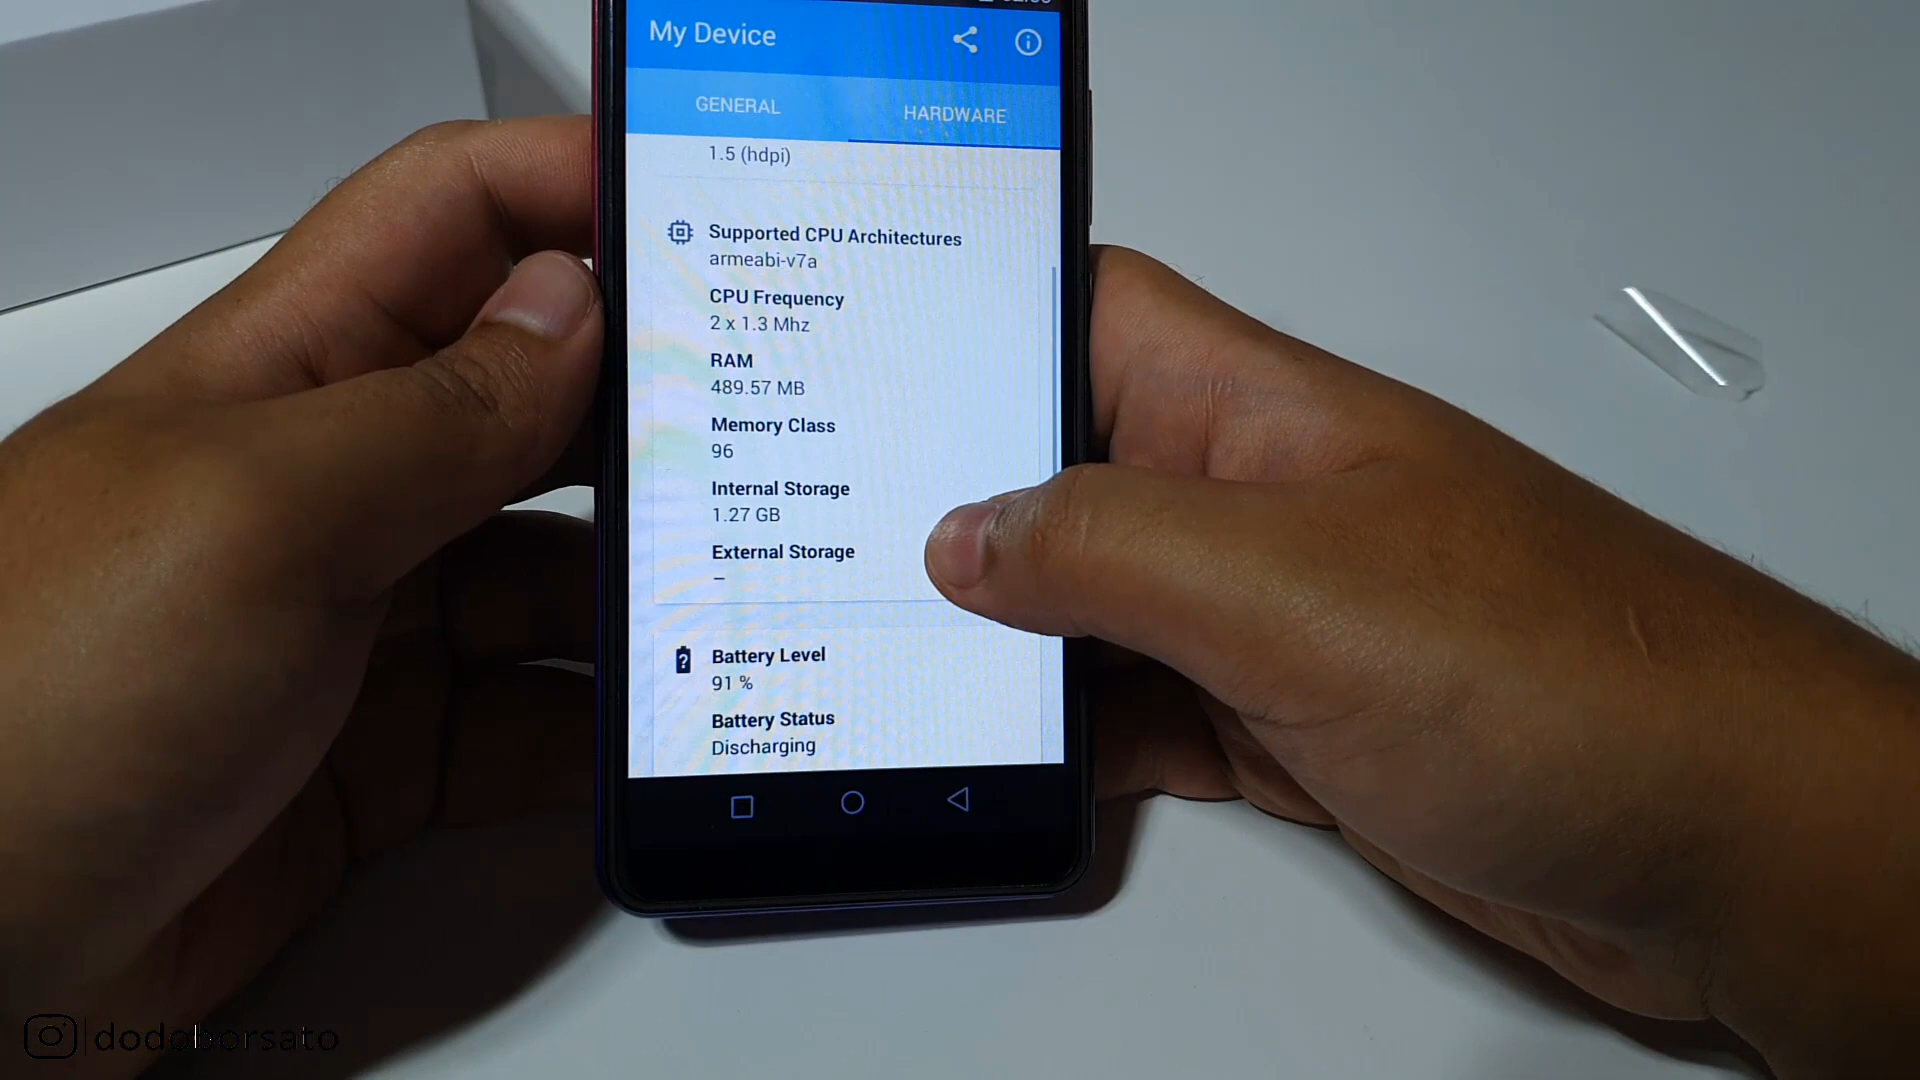 My Device
GENERAL
HARDWARE
1.5 (hdpi)
Supported CPU Architectures
armeabi-v7a
CPU Frequency
2 x 1.3 Mhz
RAM
489.57 MB
Memory Class
96
Internal Storage
1.27 GB
External Storage
–
Battery Level
91 %
Battery Status
Discharging
dodoborsato